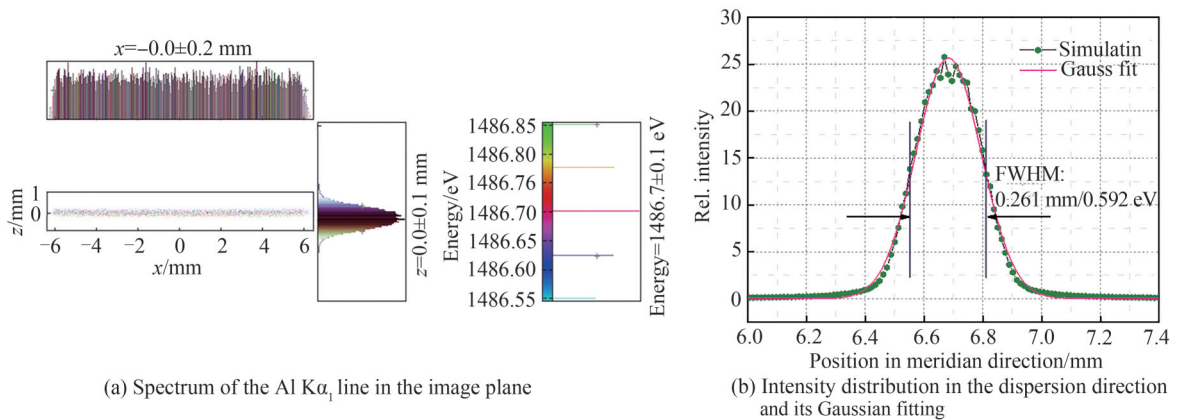 x=−0.0±0.2 mm
1
0
z/mm
−6 −4 −2 0 2 4 6
x/mm
z=0.0±0.1 mm
Energy/eV
1486.85
1486.80
1486.75
1486.70
1486.65
1486.60
1486.55
Energy=1486.7±0.1 eV
(a) Spectrum of the Al Kα₁ line in the image plane
30
25
20
15
10
5
0
Rel. intensity
Simulatin
Gauss fit
FWHM:
0.261 mm/0.592 eV
6.0 6.2 6.4 6.6 6.8 7.0 7.2 7.4
Position in meridian direction/mm
(b) Intensity distribution in the dispersion direction
and its Gaussian fitting